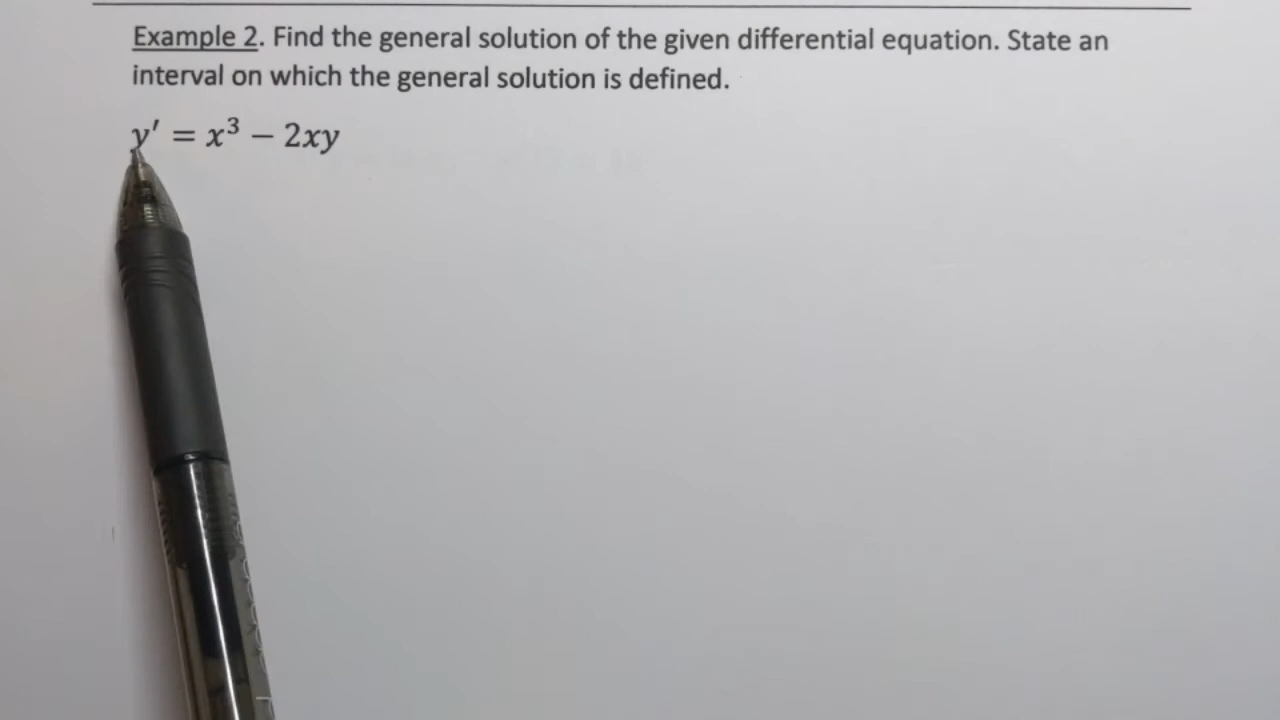 Example 2. Find the general solution of the given differential equation. State an
interval on which the general solution is defined.
y′ = x³ − 2xy